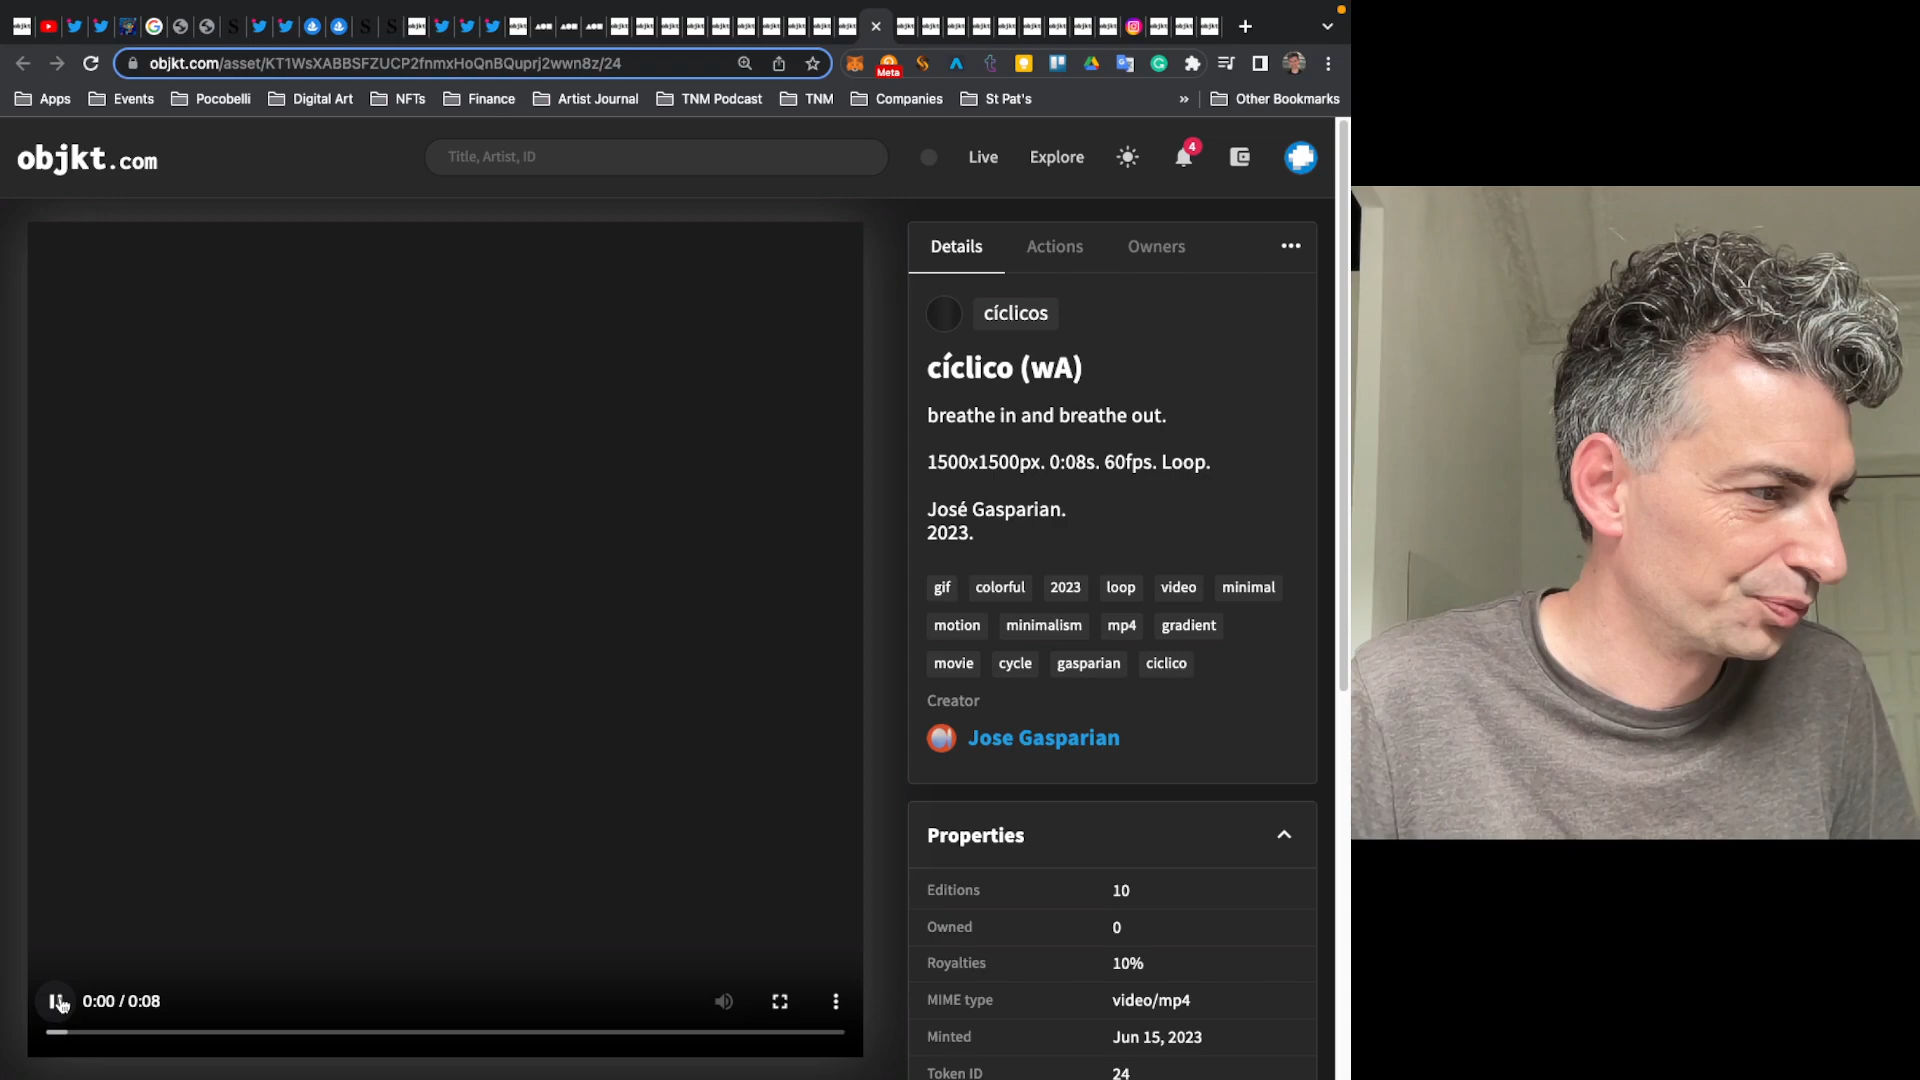 objkt.com/asset/KT1WsXABBSFZUCP2fnmxHoQnBQuprj2wwn8z/24
Meta
Apps Events Pocobelli Digital Art NFTs Finance Artist Journal TNM Podcast TNM Companies St Pat's » Other Bookmarks
objkt.com Title, Artist, ID Live Explore 4
Details Actions Owners
cíclicos
cíclico (wA)
breathe in and breathe out.
1500x1500px. 0:08s. 60fps. Loop.
José Gasparian.
2023.
gif colorful 2023 loop video minimal
motion minimalism mp4 gradient
movie cycle gasparian ciclico
Creator
Jose Gasparian
Properties
Editions 10
Owned 0
Royalties 10%
MIME type video/mp4
Minted Jun 15, 2023
Token ID 24
0:00 / 0:08